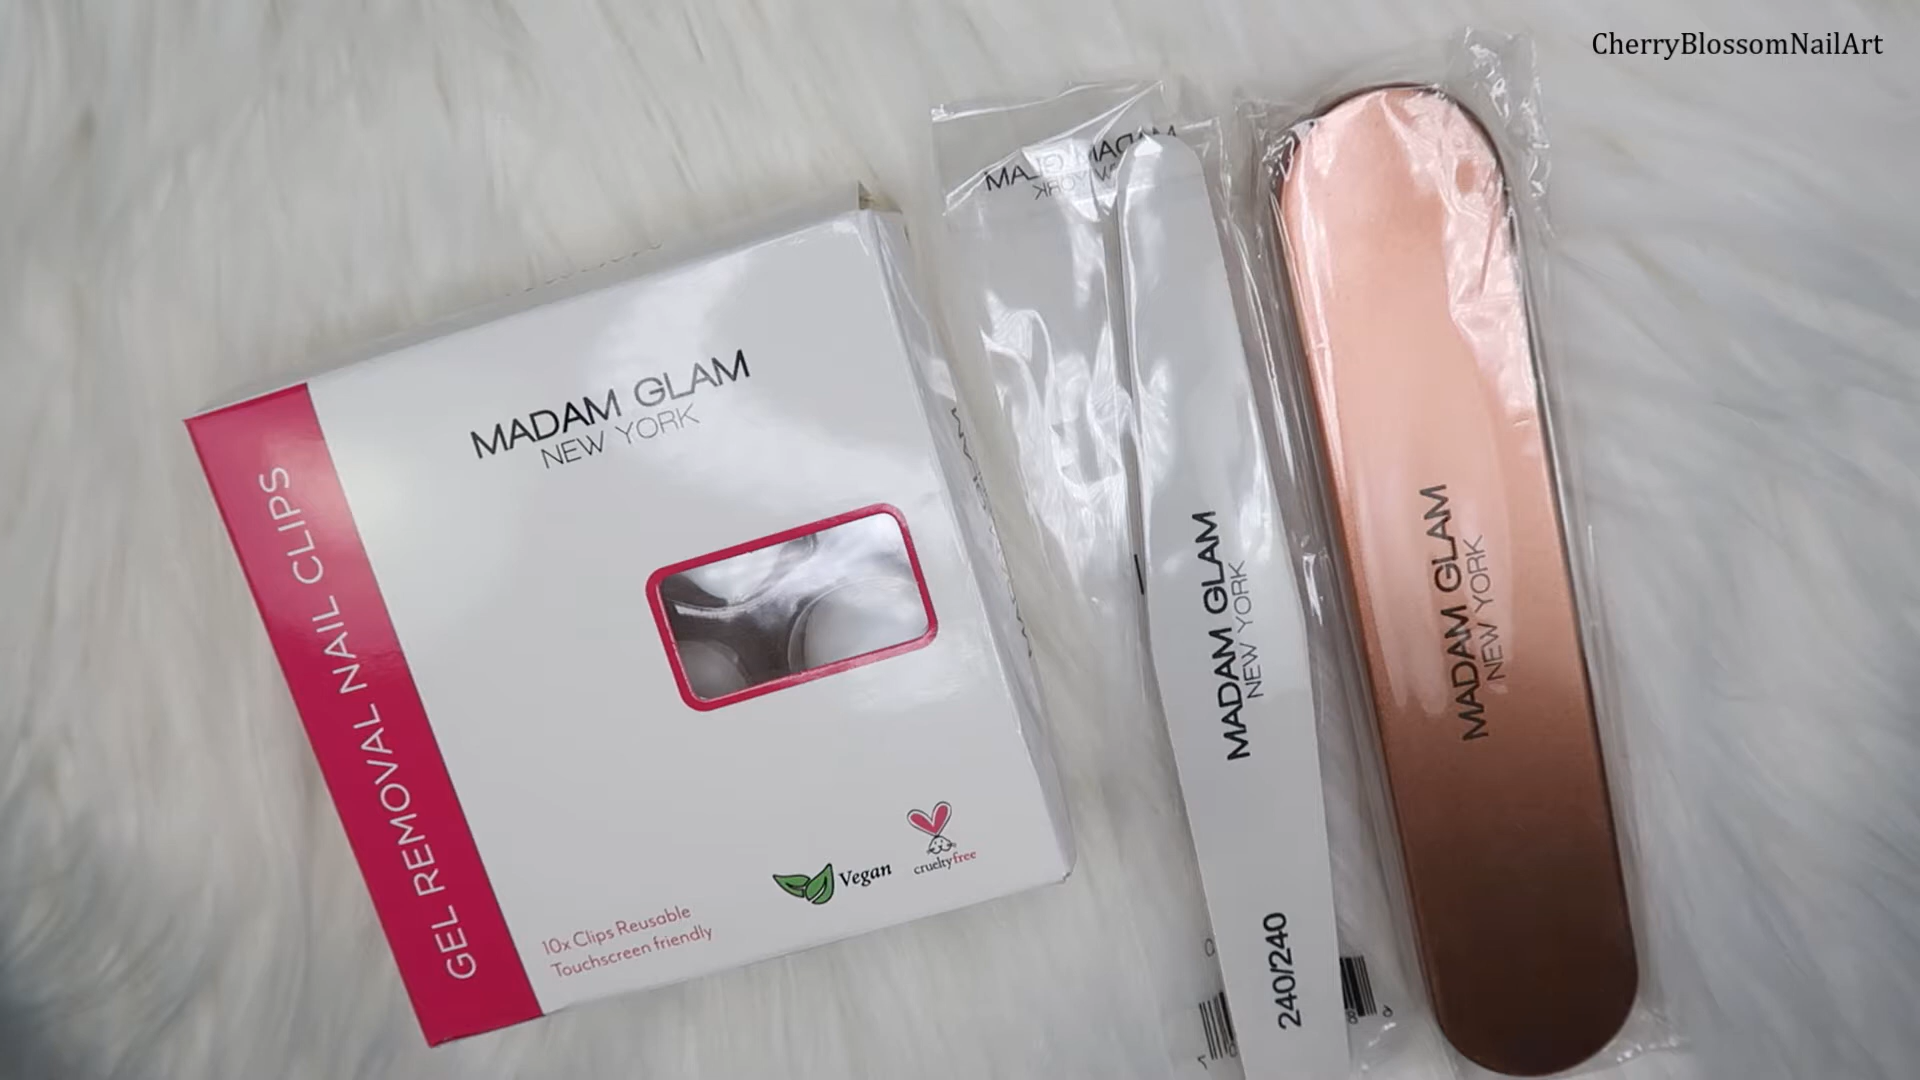 CherryBlossomNailArt
MADAM GLAM
NEW YORK
GEL REMOVAL NAIL CLIPS
MADAM GLAM
NEW YORK
Vegan
crueltyfree
10x Clips Reusable
Touchscreen friendly
MADAM GLAM
NEW YORK
240/240
MADAM GLAM
NEW YORK